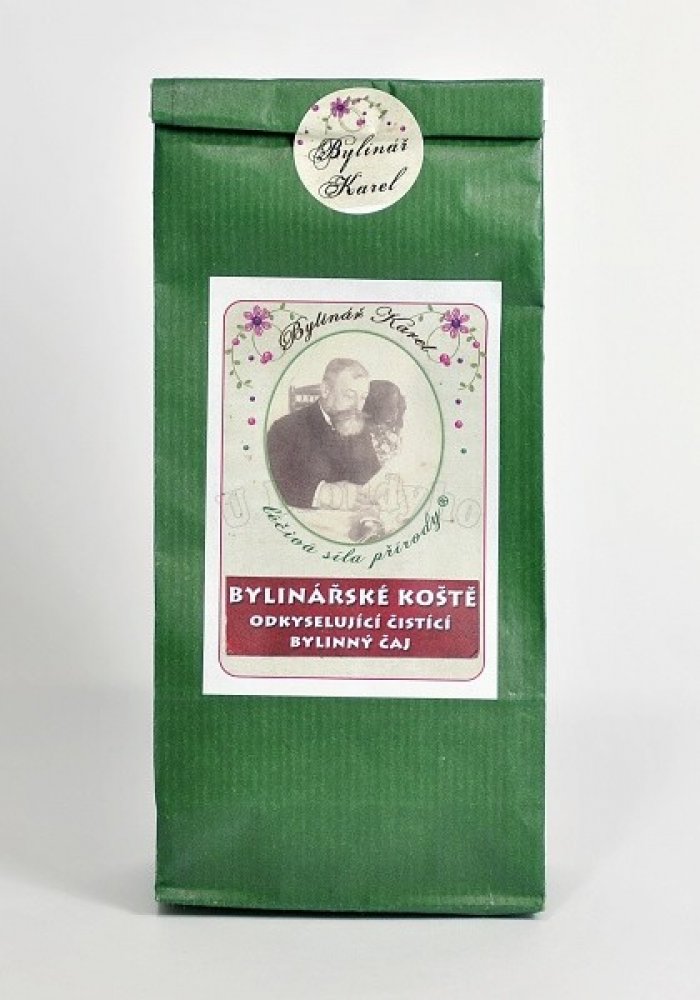 Bylinář
Karel
Bylinář Karel
léčivá síla přírody®
BYLINÁŘSKÉ KOŠTĚ
ODKYSELUJÍCÍ ČISTÍCÍ
BYLINNÝ ČAJ